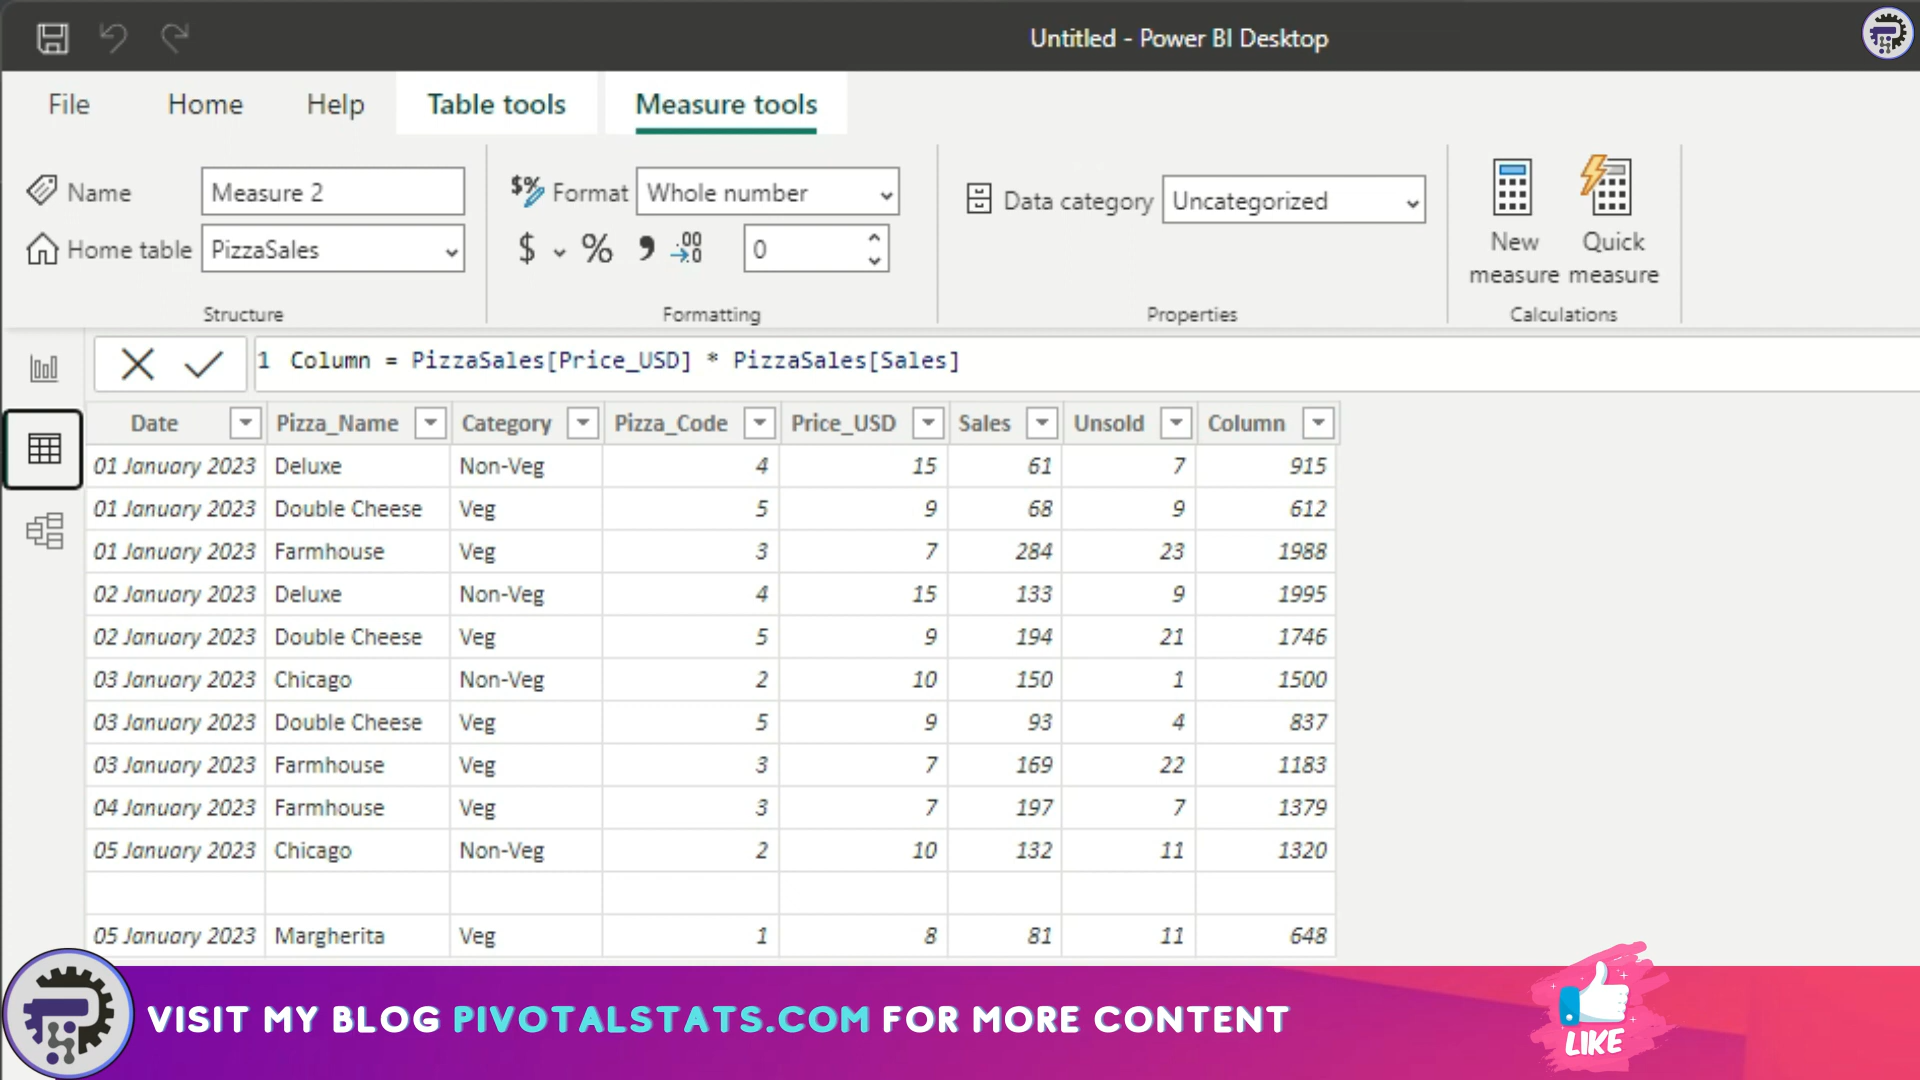 Untitled - Power BI Desktop
File Home Help Table tools Measure tools
Name Measure 2 $% Format Whole number Data category Uncategorized
Home table PizzaSales $ % , .00 →.0 0
New measure
Quick measure
Structure Formatting Properties Calculations
1 Column = PizzaSales[Price_USD] * PizzaSales[Sales]
Date Pizza_Name Category Pizza_Code Price_USD Sales Unsold Column
01 January 2023 Deluxe Non-Veg 4 15 61 7 915
01 January 2023 Double Cheese Veg 5 9 68 9 612
01 January 2023 Farmhouse Veg 3 7 284 23 1988
02 January 2023 Deluxe Non-Veg 4 15 133 9 1995
02 January 2023 Double Cheese Veg 5 9 194 21 1746
03 January 2023 Chicago Non-Veg 2 10 150 1 1500
03 January 2023 Double Cheese Veg 5 9 93 4 837
03 January 2023 Farmhouse Veg 3 7 169 22 1183
04 January 2023 Farmhouse Veg 3 7 197 7 1379
05 January 2023 Chicago Non-Veg 2 10 132 11 1320
05 January 2023 Margherita Veg 1 8 81 11 648
VISIT MY BLOG PIVOTALSTATS.COM FOR MORE CONTENT
LIKE